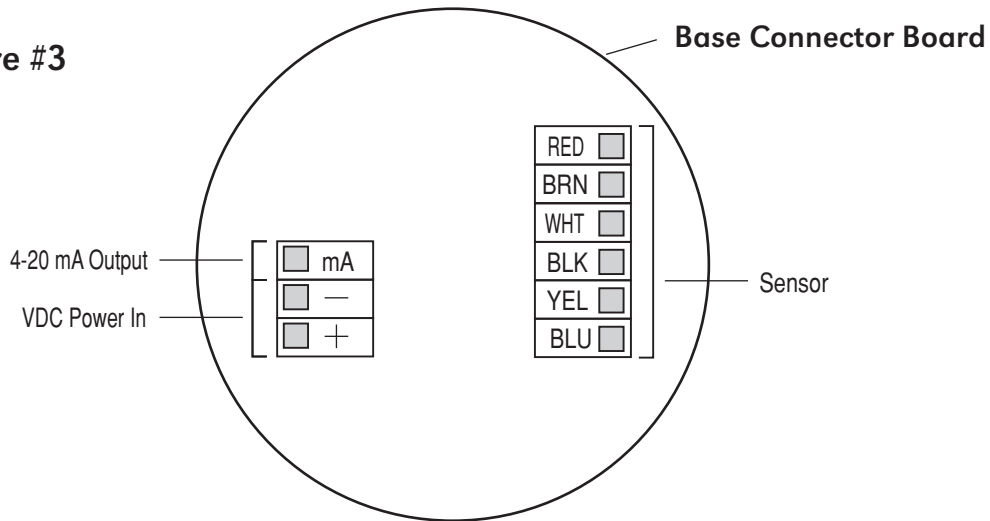 #3
Base Connector Board
4-20 mA Output
VDC Power In
mA
—
+
RED
BRN
WHT
BLK
YEL
BLU
Sensor